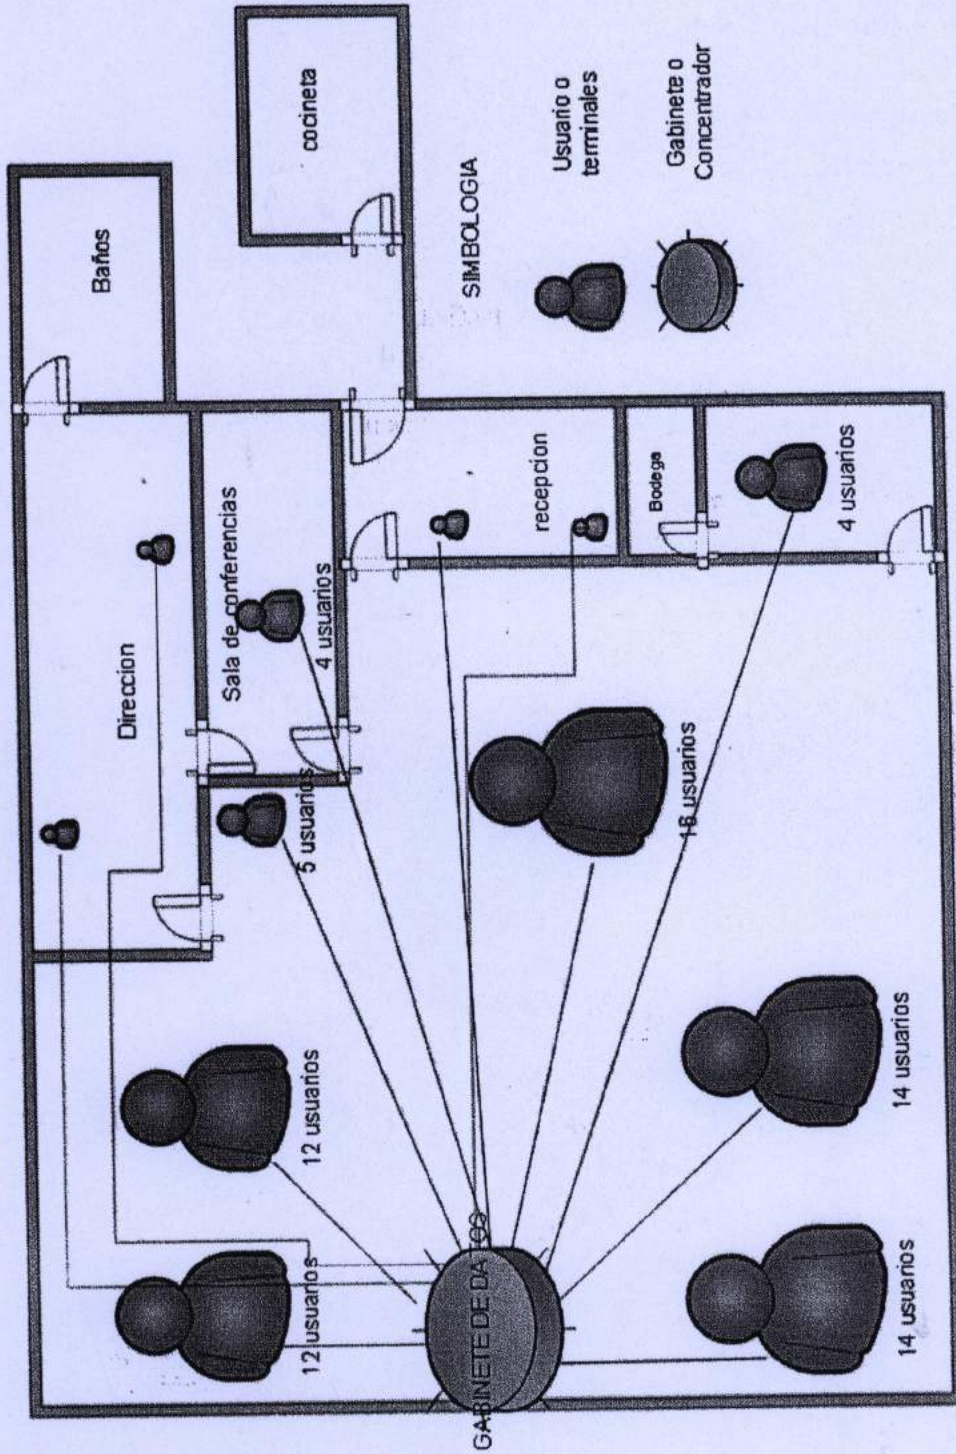 Baños
cocineta
Direccion
Sala de conferencias
4 usuarios
5 usuarios
recepcion
Bodega
4 usuarios
usuarios
12 usuarios
12 usuarios
14 usuarios
14 usuarios
GABINETE DE DATOS
SIMBOLOGIA
Usuario o
terminales
Gabinete o
Concentrador